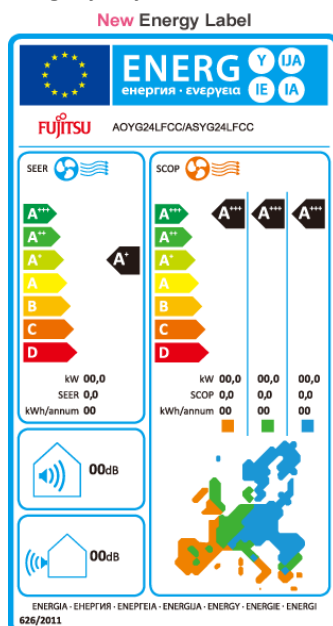 New Energy Label
ENERG Y IJA
енергия · ενεργεια IE IA
FUJITSU AOYG24LFCC/ASYG24LFCC
SEER
SCOP
A+++ A+++ A+++ A+++ A+++
A++ A++
A+ A+ A+
A A
B B
C C
D D
kW 00,0 kW 00,0 00,0 00,0
SEER 0,0 SCOP 0,0 0,0 0,0
kWh/annum 00 kWh/annum 00 00 00
00dB
00dB
ENERGIA · ЕНЕРГИЯ · ΕΝΕΡΓΕΙΑ · ENERGIJA · ENERGY · ENERGIE · ENERGI
626/2011